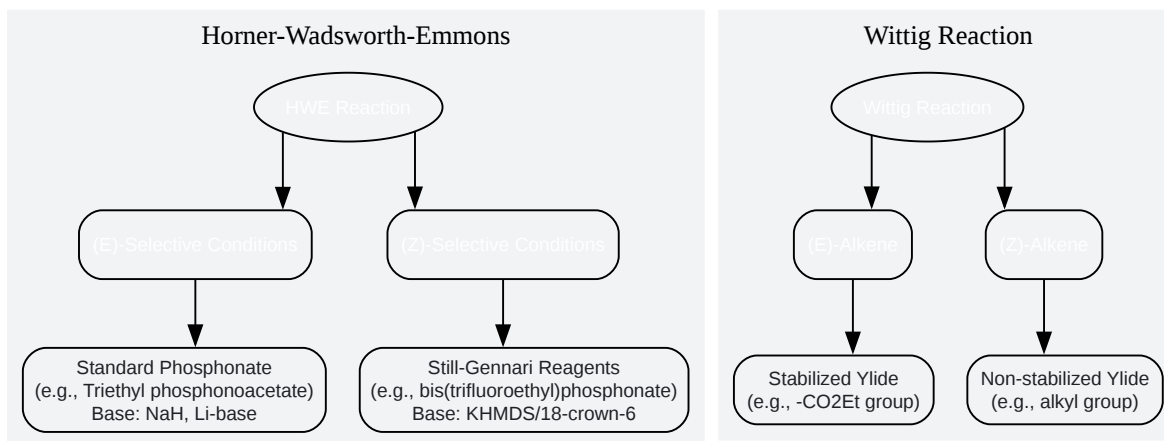 Horner-Wadsworth-Emmons
HWE Reaction
(E)-Selective Conditions
(Z)-Selective Conditions
Standard Phosphonate
(e.g., Triethyl phosphonoacetate)
Base: NaH, Li-base
Still-Gennari Reagents
(e.g., bis(trifluoroethyl)phosphonate)
Base: KHMDS/18-crown-6
Wittig Reaction
Wittig Reaction
(E)-Alkene
(Z)-Alkene
Stabilized Ylide
(e.g., -CO2Et group)
Non-stabilized Ylide
(e.g., alkyl group)